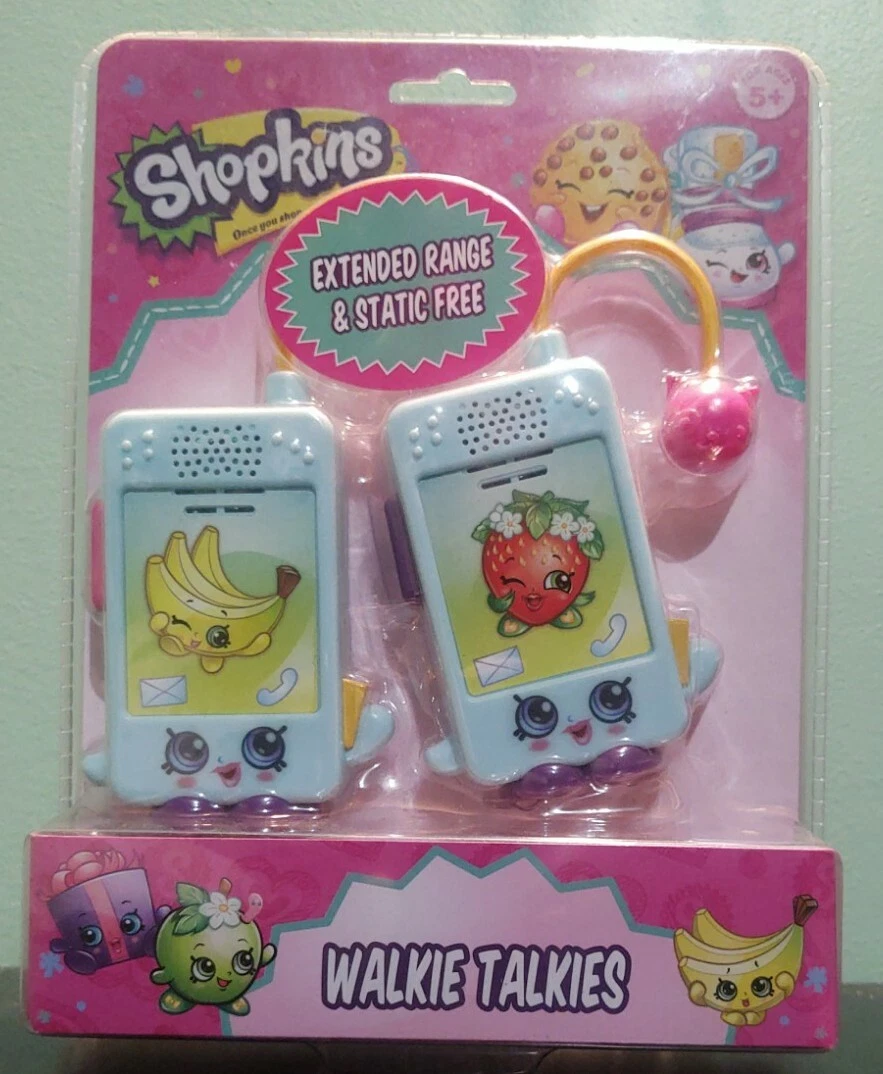 FOR AGES
5+
Shopkins
Once you shop
EXTENDED RANGE
& STATIC FREE
WALKIE TALKIES